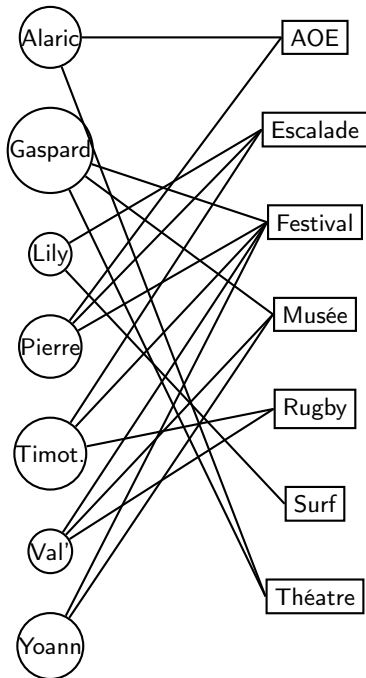 Alaric
AOE
Escalade
Gaspard
Festival
Lily
Musée
Pierre
Rugby
Timot.
Surf
Val'
Théatre
Yoann